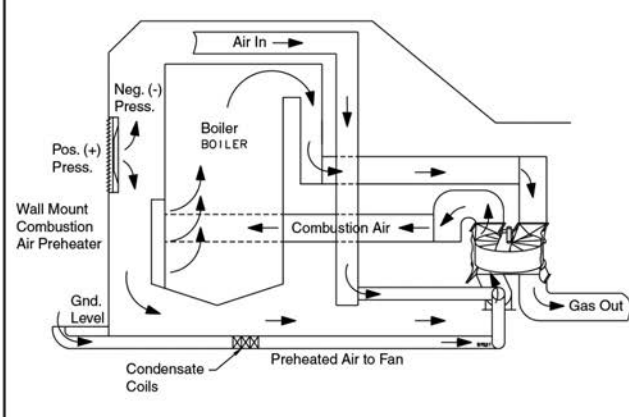 Air In
Neg. (-)
Press.
Boiler
BOILER
Pos. (+)
Press.
Wall Mount
Combustion
Air Preheater
Combustion Air
Gnd.
Level
Gas Out
Preheated Air to Fan
Condensate
Coils